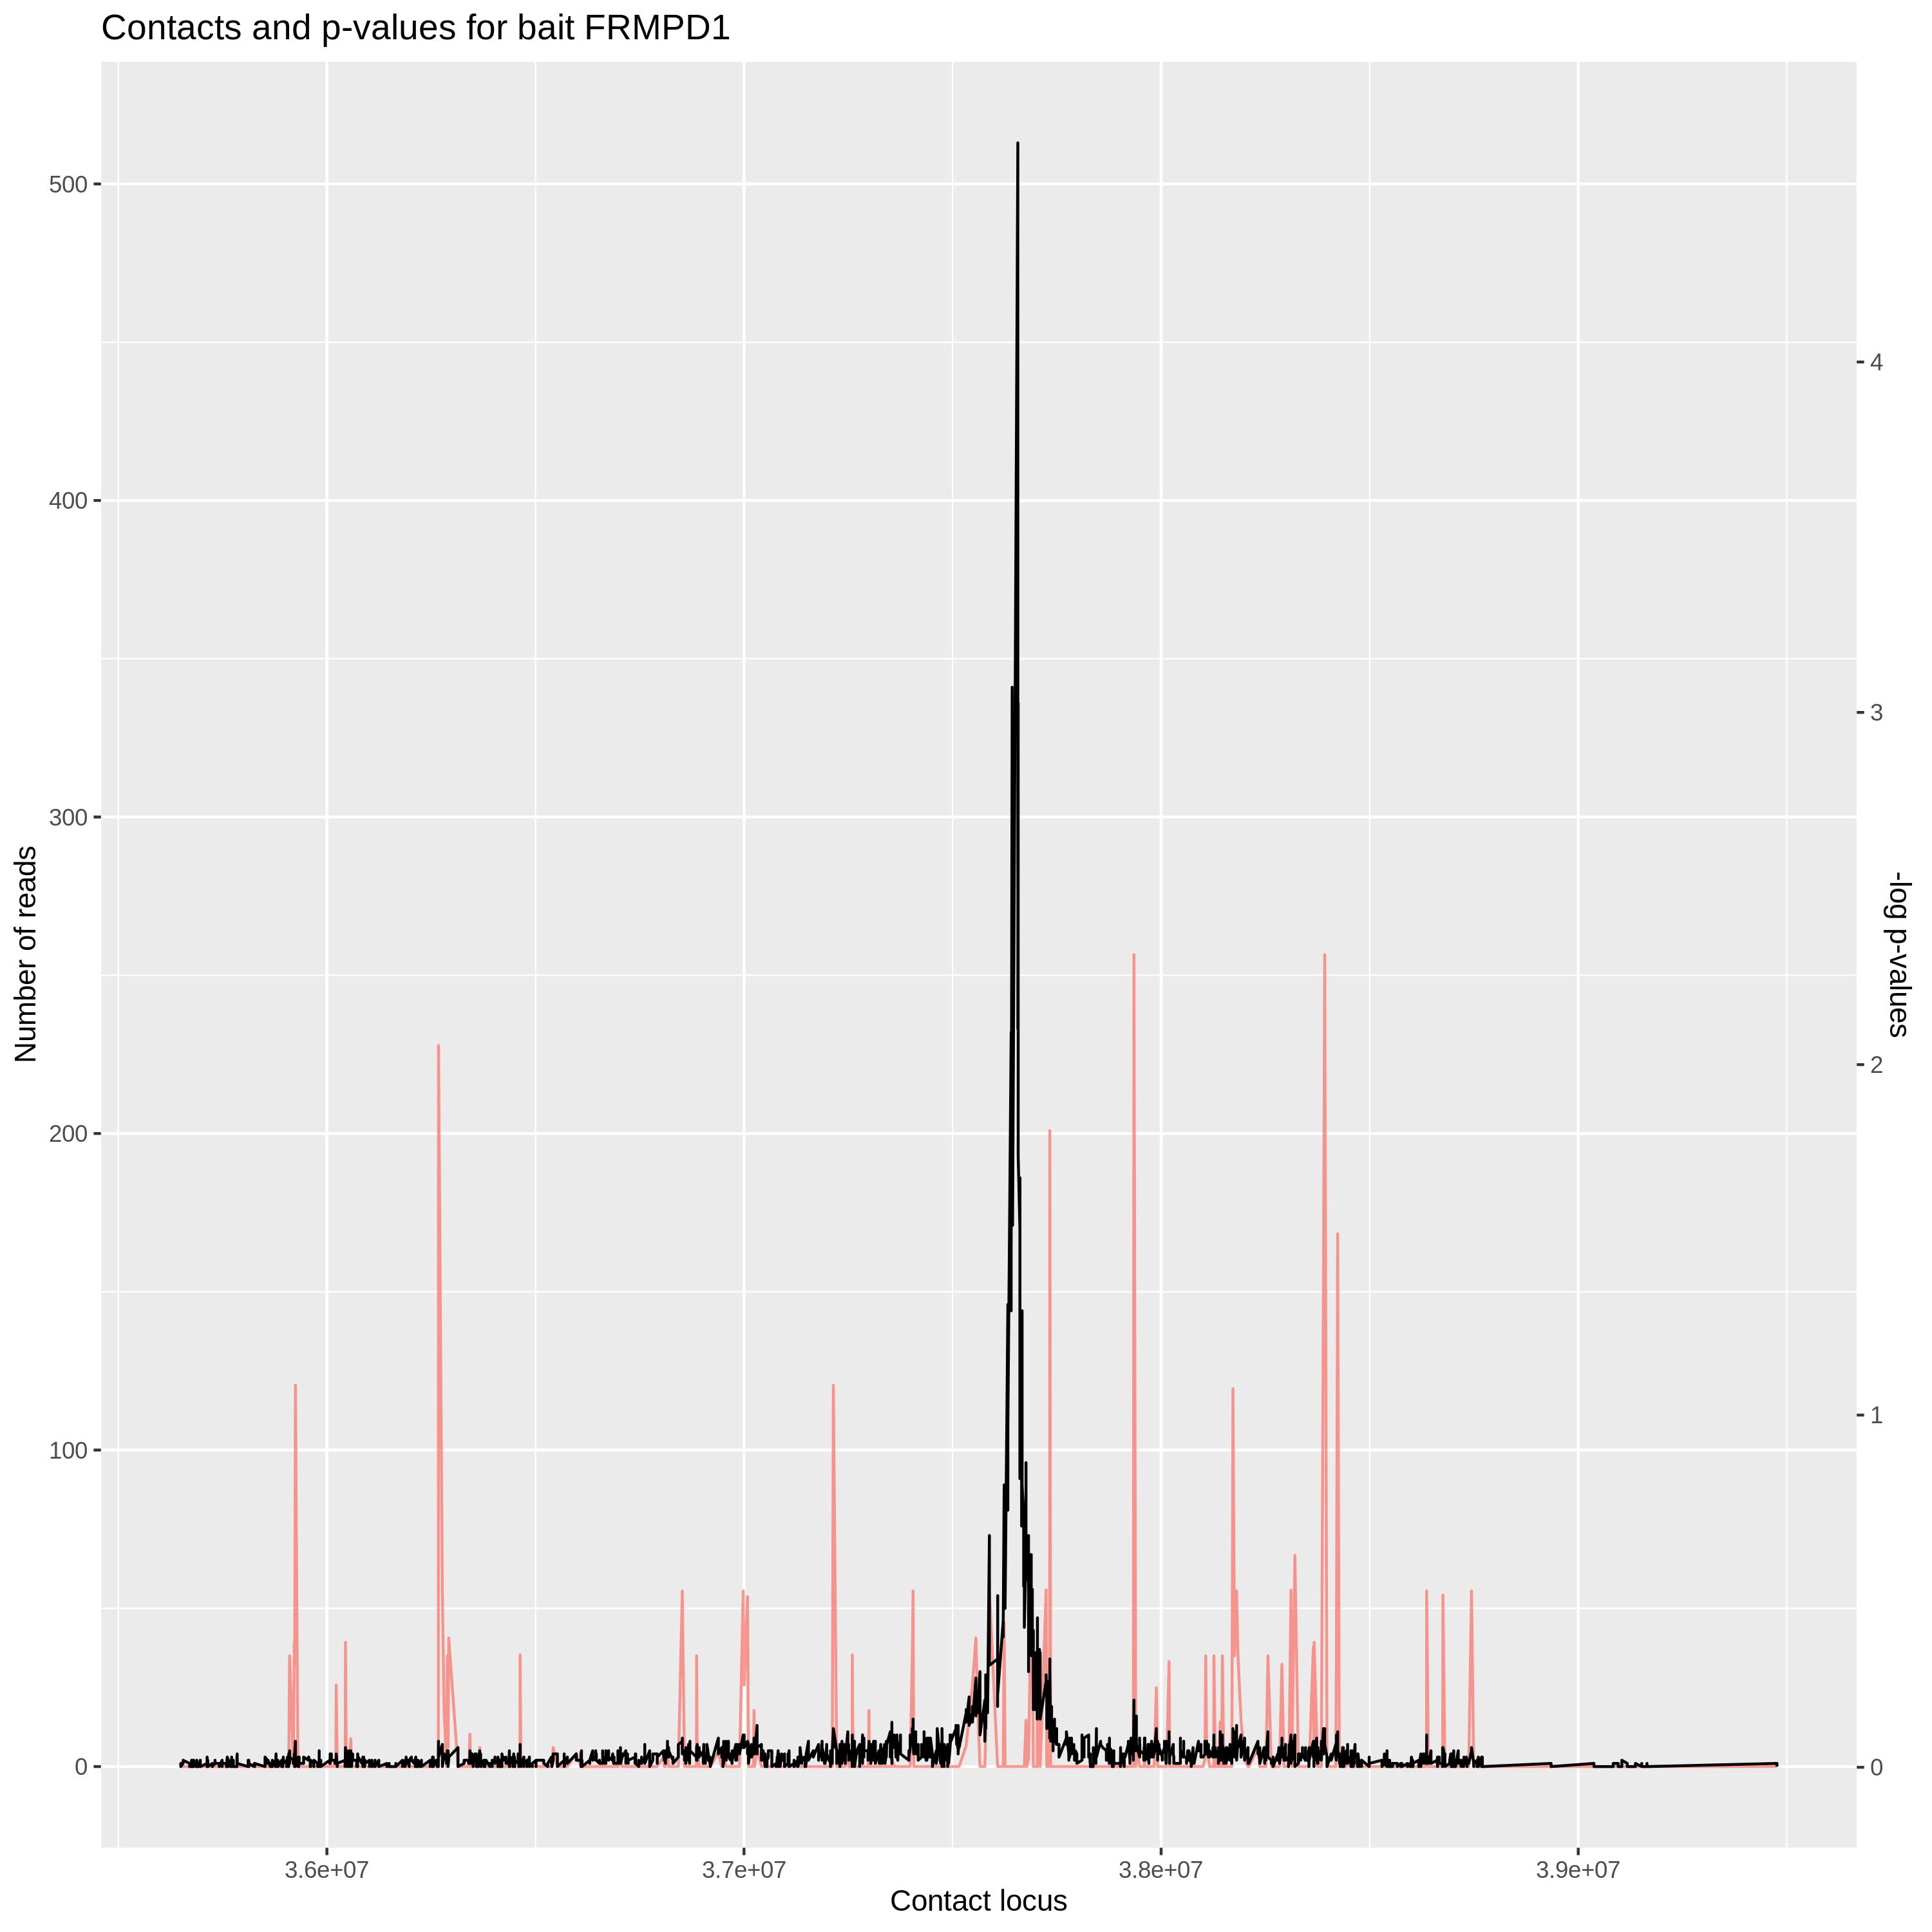 Contacts and p-values for bait FRMPD1
500
400
300
200
100
0
Number of reads
4
3
2
1
0
-log p-values
3.6e+07
3.7e+07
3.8e+07
3.9e+07
Contact locus